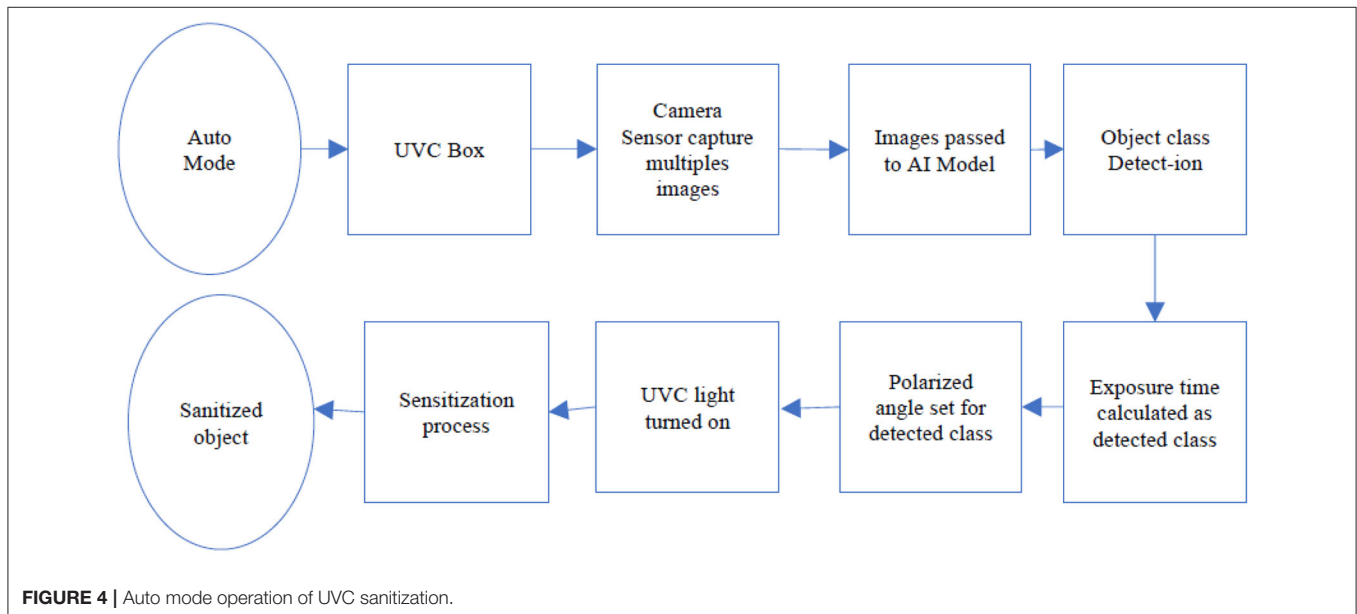 Auto
Mode
UVC Box
Camera
Sensor capture
multiples
images
Images passed
to AI Model
Object class
Detect-ion
Exposure time
calculated as
detected class
Polarized
angle set for
detected class
UVC light
turned on
Sensitization
process
Sanitized
object
FIGURE 4 | Auto mode operation of UVC sanitization.